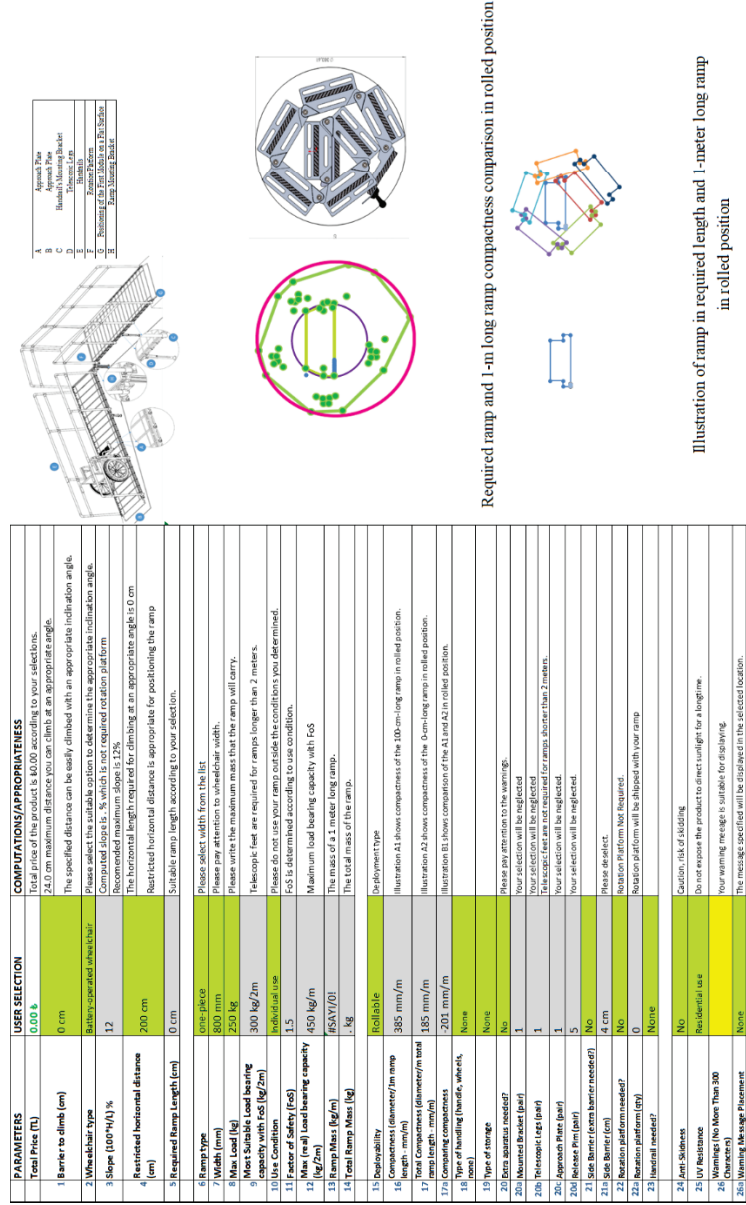 PARAMETERS USER SELECTION COMPUTATIONS/APPROPRIATENESS
Total Price (TL) 0.00 ₺ Total price of the product is ₺0.00 according to your selections.
1 Barrier to climb (cm) 0 cm 24.0 cm maximum distance you can climb at an appropriate angle.
The specified distance can be easily climbed with an appropriate inclination angle.
2 Wheelchair type Battery-operated wheelchair Please select the suitable option to determine the appropriate inclination angle.
3 Slope (100*H/L) % 12 Computed slope is . % which is not required rotation platform
Recomended maximum slope is 12%
4 Restricted horizontal distance (cm) 200 cm The horizontal length required for climbing at an appropriate angle is 0 cm
Restricted horizontal distance is appropriate for positioning the ramp
5 Required Ramp Length (cm) 0 cm Suitable ramp length according to your selection.
6 Ramp type one-piece Please select width from the list
7 Width (mm) 800 mm Please pay attention to wheelchair width.
8 Max Load (kg) 250 kg Please write the maximum mass that the ramp will carry.
9 Most Suitable Load bearing capacity with FoS (kg/2m) 300 kg/2m Telescopic feet are required for ramps longer than 2 meters.
10 Use Condition Individual use Please do not use your ramp outside the conditions you determined.
11 Factor of Safety (FoS) 1.5 FoS is determined according to use condition.
12 Max (real) Load bearing capacity (kg/2m) 450 kg/m Maximum load bearing capacity with FoS
13 Ramp Mass (kg/m) #SAYI/0! The mass of a 1 meter long ramp.
14 Total Ramp Mass (kg) . kg The total mass of the ramp.
15 Deployability Rollable Deployment type
16 Compactness (diameter/1m ramp length - mm/m) 385 mm/m Illustration A1 shows compactness of the 100-cm-long ramp in rolled position.
17 Total Compactness (diameter/m total ramp length - mm/m) 185 mm/m Illustration A2 shows compactness of the 0-cm-long ramp in rolled position.
17a Comparing compactness -201 mm/m Illustration B1 shows comparison of the A1 and A2 in rolled position.
18 Type of handling (handle, wheels, none) None
19 Type of storage None
20 Extra aparatus needed? No Please pay attention to the warnings.
20a Mounted Bracket (pair) 1 Your selection will be neglected
20b Telescopic Legs (pair) 1 Your selection will be neglected
Telescopic feet are not required for ramps shorter than 2 meters.
20c Approach Plate (pair) 1 Your selection will be neglected.
20d Release Pim (pair) 5 Your selection will be neglected.
21 Side Barrier (extra barrier needed?) No
21a Side Barrier (cm) 4 cm Please deselect.
22 Rotation platform needed? No Rotation Platform Not Required.
22a Rotation platform (qty) 0 Rotation platform will be shipped with your ramp
23 Handrail needed? None
24 Anti-Skidness No Caution, risk of skidding
25 UV Resistance Residential use Do not expose the product to direct sunlight for a longtime.
26 Warnings (No More Than 300 Characters) Your warning meeage is suitable for displaying.
26a Warning Message Placement None The message specified will be displayed in the selected location.
A Approach Plate
B Approach Plate
C Handrail's Mounting Bracket
D Telescopic Legs
E Handrails
F Rotation Platform
G Positioning of the First Module on a Flat Surface
H Ramp Mounting Bracket
Required ramp and 1-m long ramp compactness comparison in rolled position
Illustration of ramp in required length and 1-meter long ramp
in rolled position